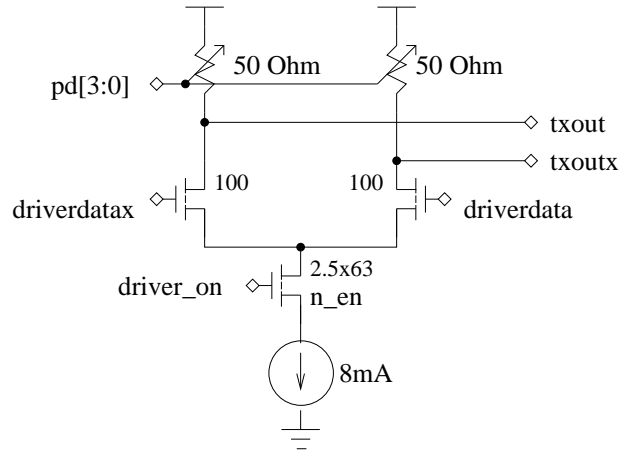 50 Ohm 50 Ohm
pd[3:0]
txout
txoutx
100 100
driverdatax driverdata
2.5x63
driver_on
n_en
8mA